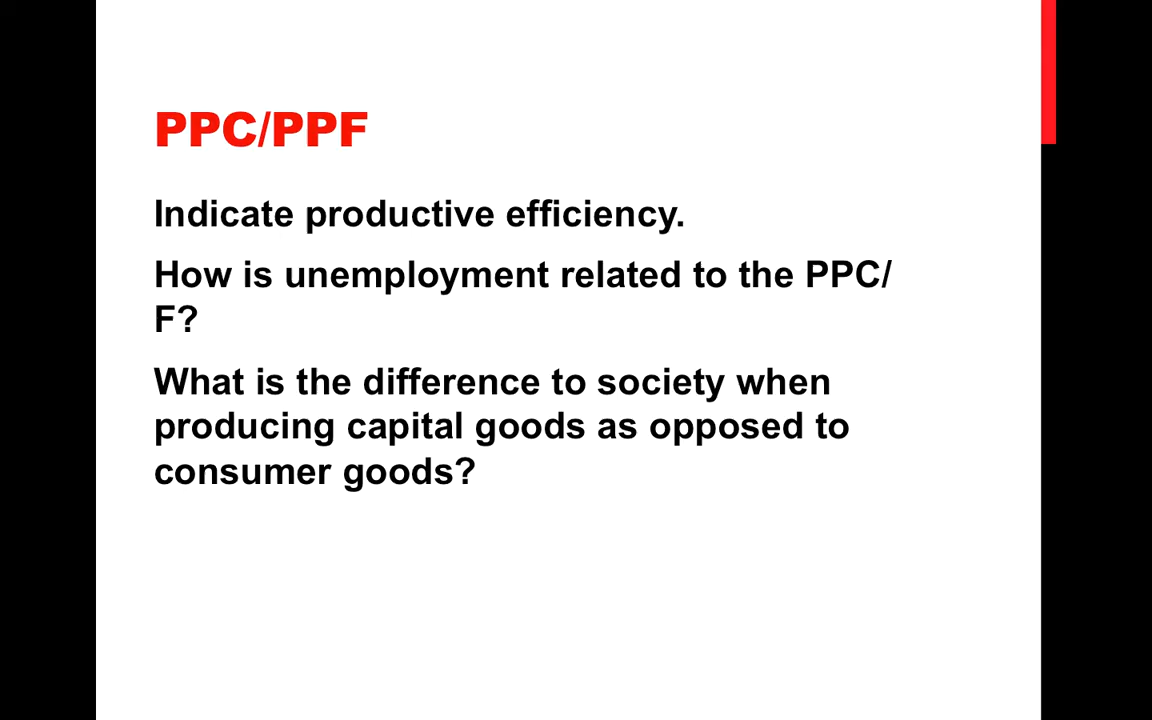 PPC/PPF
Indicate productive efficiency.
How is unemployment related to the PPC/
F?
What is the difference to society when
producing capital goods as opposed to
consumer goods?